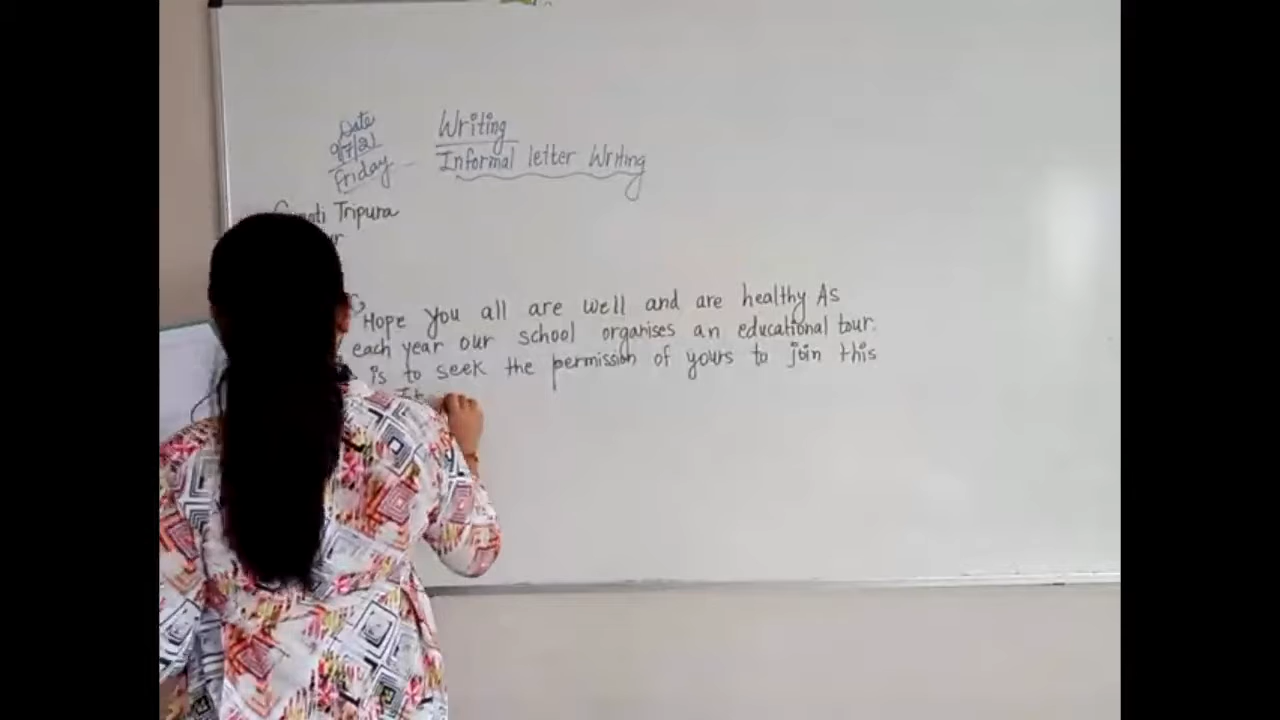 Date
9/7/21
Friday
Writing
Informal letter Writing
Tripura
Hope you all are well and are healthy As
each year our school organises an educational tour.
is to seek the permission of yours to join this